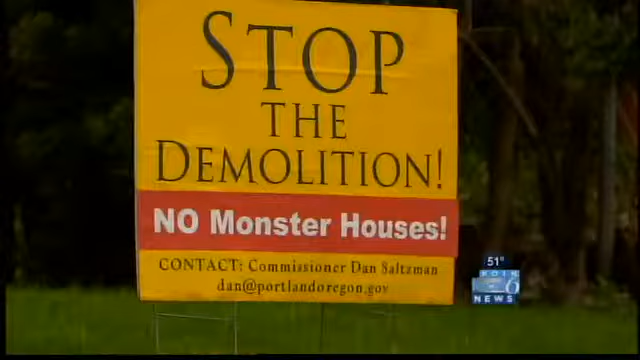 STOP
THE
DEMOLITION!
NO Monster Houses!
CONTACT: Commissioner Dan Saltzman
dan@portlandoregon.gov
51°
KOIN
6
NEWS